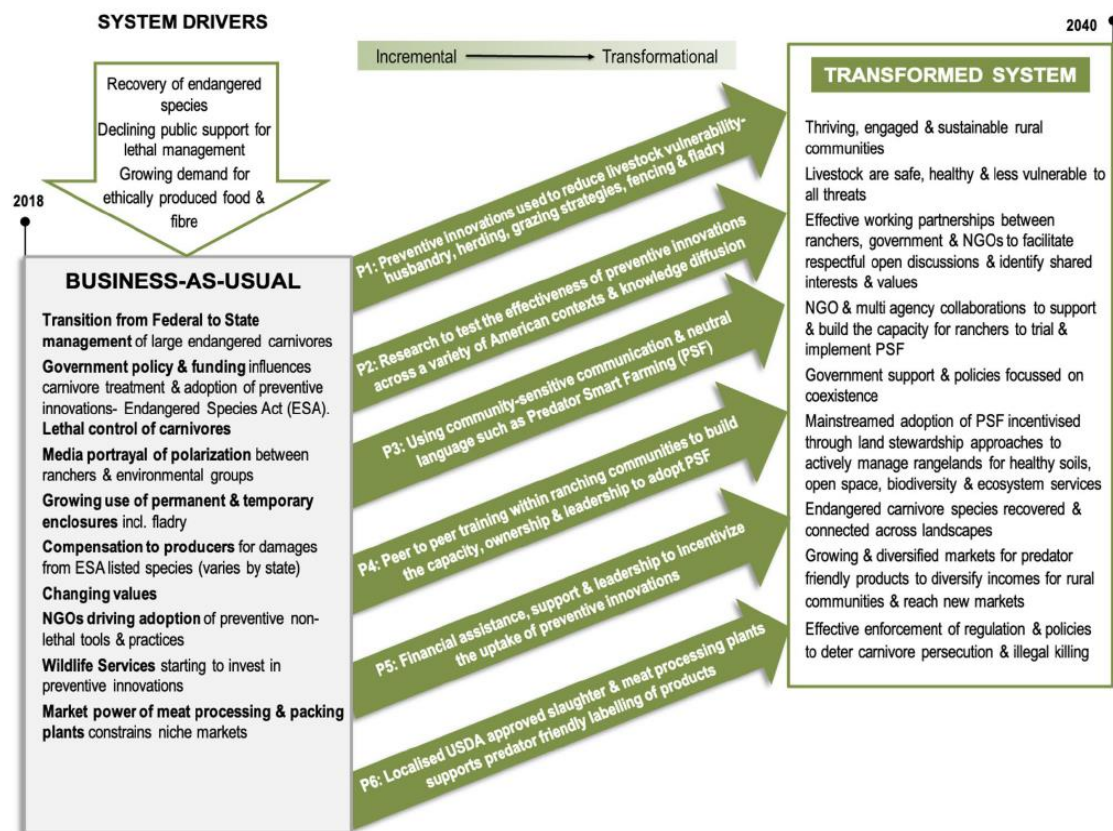 SYSTEM DRIVERS
2040
Incremental
Transformational
Recovery of endangered
species
Declining public support for
lethal management
Growing demand for
ethically produced food &
fibre
2018
BUSINESS-AS-USUAL
Transition from Federal to State
management of large endangered carnivores
Government policy & funding influences
carnivore treatment & adoption of preventive
innovations- Endangered Species Act (ESA).
Lethal control of carnivores
Media portrayal of polarization between
ranchers & environmental groups
Growing use of permanent & temporary
enclosures incl. fladry
Compensation to producers for damages
from ESA listed species (varies by state)
Changing values
NGOs driving adoption of preventive non-
lethal tools & practices
Wildlife Services starting to invest in
preventive innovations
Market power of meat processing & packing
plants constrains niche markets
P1: Preventive innovations used to reduce livestock vulnerability-
husbandry, herding, grazing strategies, fencing & fladry
P2: Research to test the effectiveness of preventive innovations
across a variety of American contexts & knowledge diffusion
P3: Using community-sensitive communication & neutral
language such as Predator Smart Farming (PSF)
P4: Peer to peer training within ranching communities to build
the capacity, ownership & leadership to adopt PSF
P5: Financial assistance, support & leadership to Incentivize
the uptake of preventive innovations
P6: Localised USDA approved slaughter & meat processing plants
supports predator friendly labelling of products
TRANSFORMED SYSTEM
Thriving, engaged & sustainable rural
communities
Livestock are safe, healthy & less vulnerable to
all threats
Effective working partnerships between
ranchers, government & NGOs to facilitate
respectful open discussions & identify shared
interests & values
NGO & multi agency collaborations to support
& build the capacity for ranchers to trial &
implement PSF
Government support & policies focussed on
coexistence
Mainstreamed adoption of PSF incentivised
through land stewardship approaches to
actively manage rangelands for healthy soils,
open space, biodiversity & ecosystem services
Endangered carnivore species recovered &
connected across landscapes
Growing & diversified markets for predator
friendly products to diversify incomes for rural
communities & reach new markets
Effective enforcement of regulation & policies
to deter carnivore persecution & illegal killing